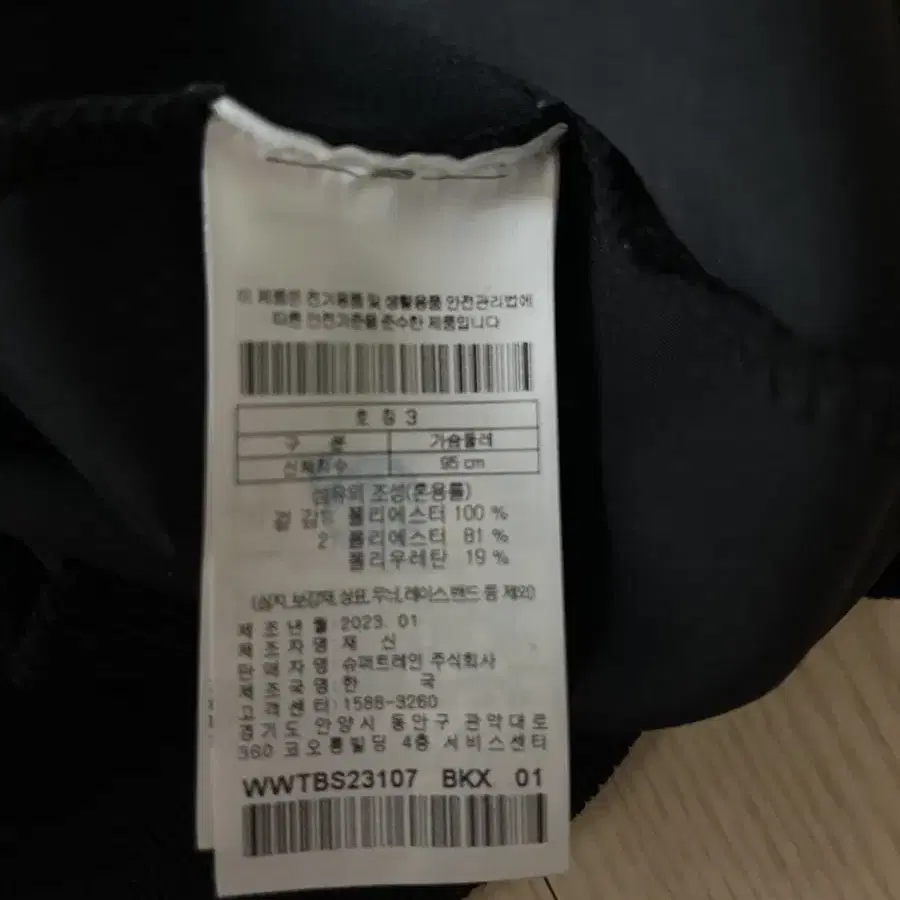 이 제품은 전기용품 및 생활용품 안전관리법에
따른 안전기준을 준수한 제품입니다
호 칭 3
구 분 가슴둘레
신체치수 95 cm
섬유의 조성(혼용률)
겉 감1 폴리에스터 100 %
2 폴리에스터 81 %
폴리우레탄 19 %
(심지, 보강재, 상표, 무늬, 레이스, 밴드 등 제외)
제 조 년 월 : 2023. 01
제 조 자 명 : 재 신
판 매 자 명 : 슈퍼트레인 주식회사
제 조 국 명 : 한 국
고 객 센 터 : 1588-3260
경기도 안양시 동안구 관악대로
360 코오롱빌딩 4층 서비스센터
WWTBS23107 BKX 01